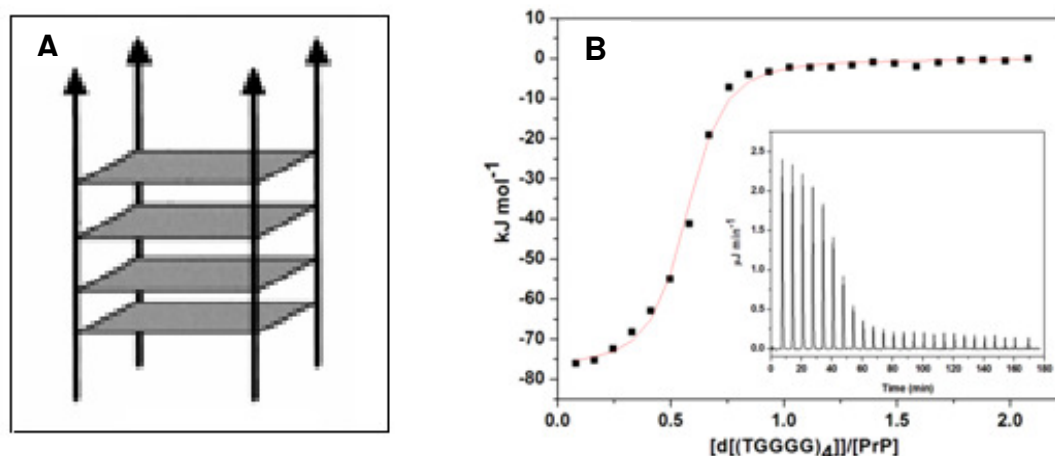 A
B
10
0
-10
-20
-30
-40
-50
-60
-70
-80
kJ mol⁻¹
0.0 0.5 1.0 1.5 2.0
[d[(TGGGG)₄]]/[PrP]
2.5
2.0
1.5
1.0
0.5
0.0
µJ min⁻¹
0 20 40 60 80 100 120 140 160 180
Time (min)